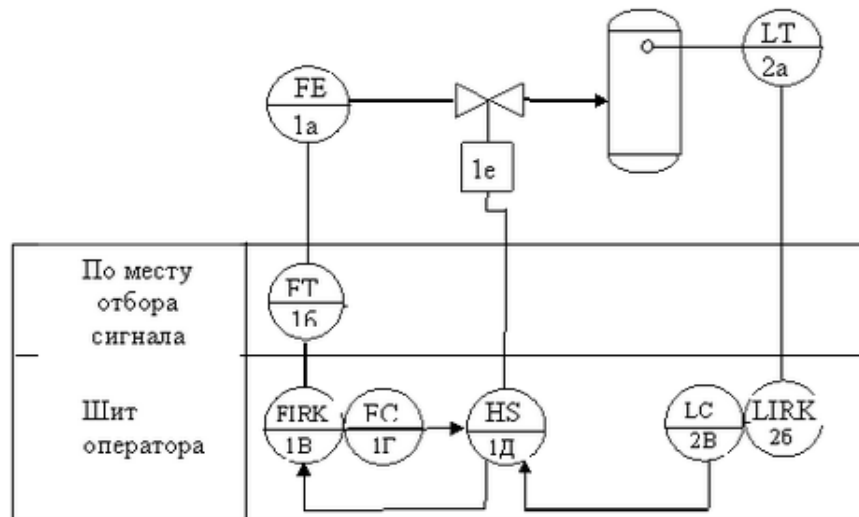 LT
2а
FE
1а
1е
По месту
отбора
сигнала
FT
1б
Шит
оператора
FIRK
1В
FC
1Г
HS
1Д
LC
2В
LIRK
2б